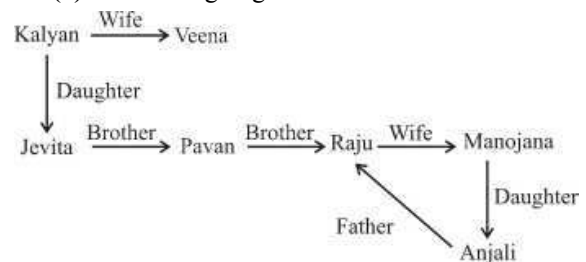 Wife
Kalyan Veena
Daughter
Jevita Brother Pavan Brother Raju Wife Manojana
Daughter
Father
Anjali